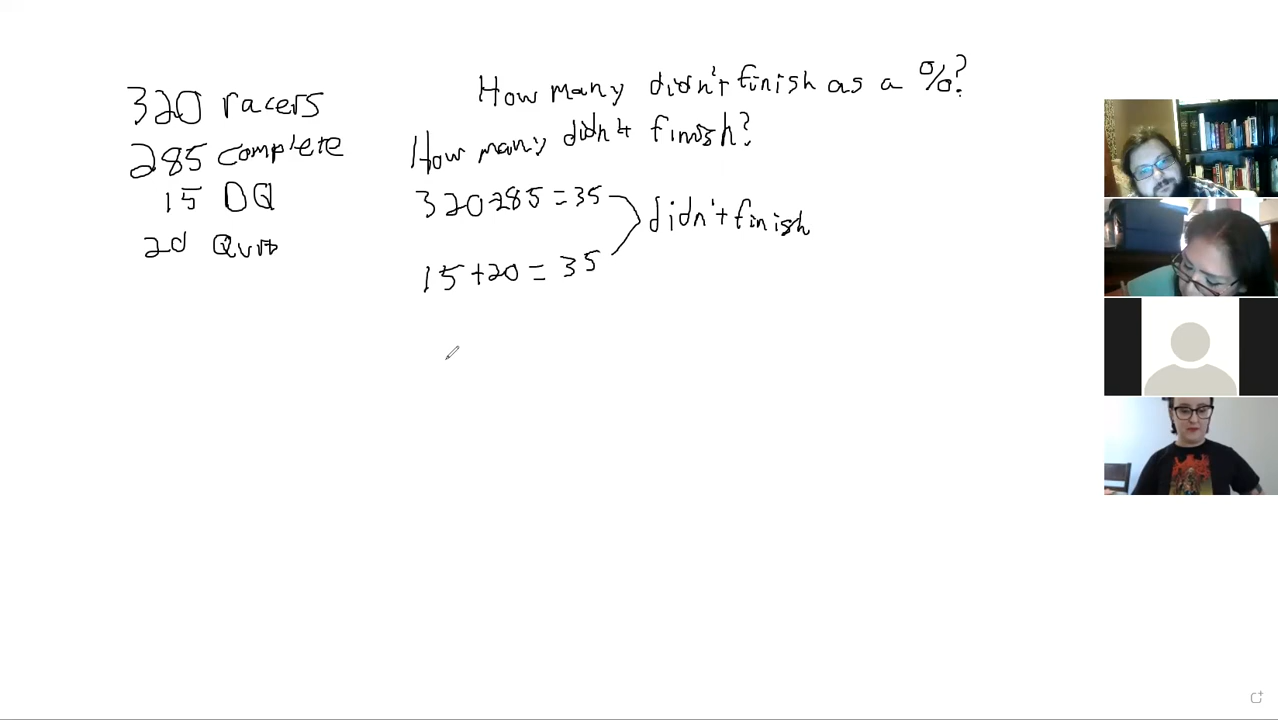 How many didn't finish as a %?
320 racers
285 complete
15 DQ
20 Quit
How many didn't finish?
320-285=35
didn't finish
15+20=35